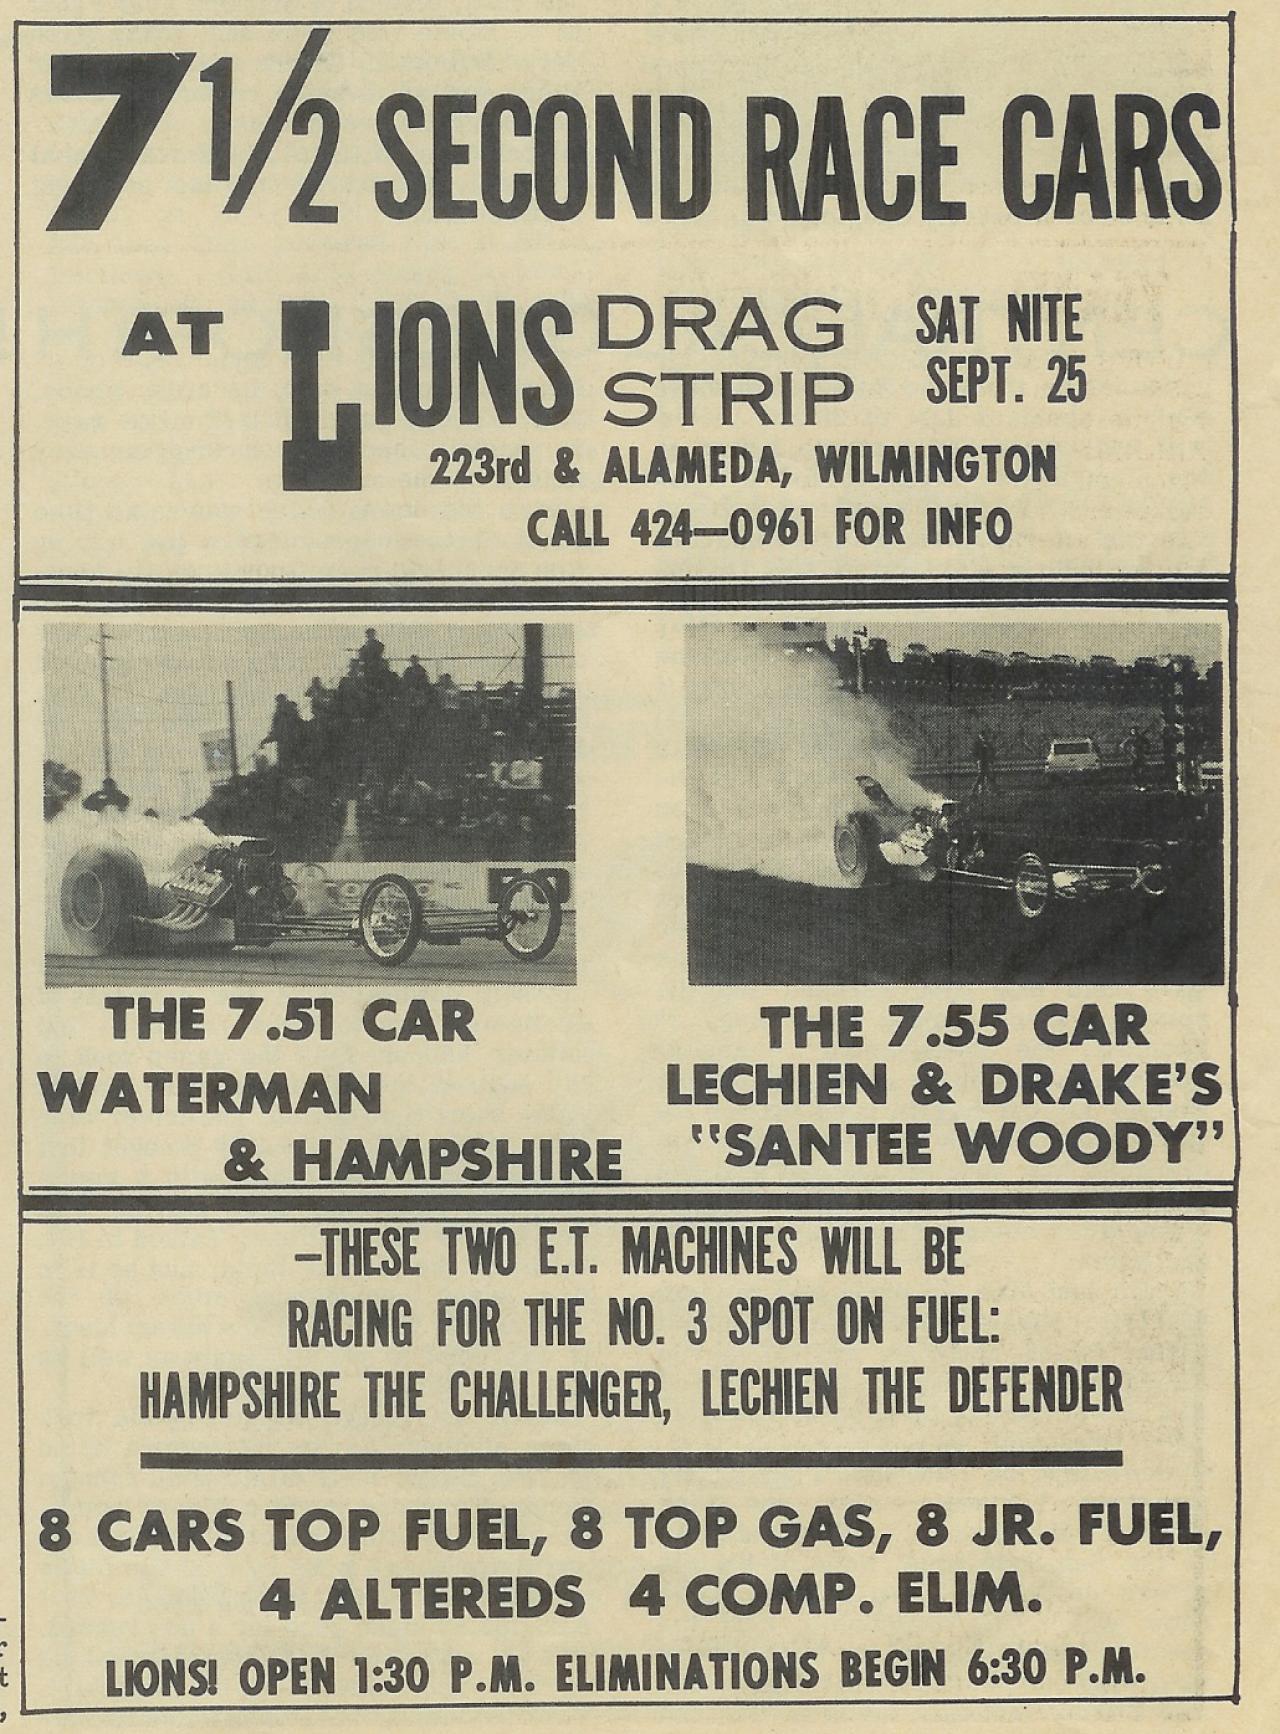 7 1/2 SECOND RACE CARS
AT LIONS DRAG STRIP
SAT NITE
SEPT. 25
223rd & ALAMEDA, WILMINGTON
CALL 424—0961 FOR INFO
THE 7.51 CAR
WATERMAN
& HAMPSHIRE
THE 7.55 CAR
LECHIEN & DRAKE'S
"SANTEE WOODY"
–THESE TWO E.T. MACHINES WILL BE
RACING FOR THE NO. 3 SPOT ON FUEL:
HAMPSHIRE THE CHALLENGER, LECHIEN THE DEFENDER
8 CARS TOP FUEL, 8 TOP GAS, 8 JR. FUEL,
4 ALTEREDS 4 COMP. ELIM.
LIONS! OPEN 1:30 P.M. ELIMINATIONS BEGIN 6:30 P.M.